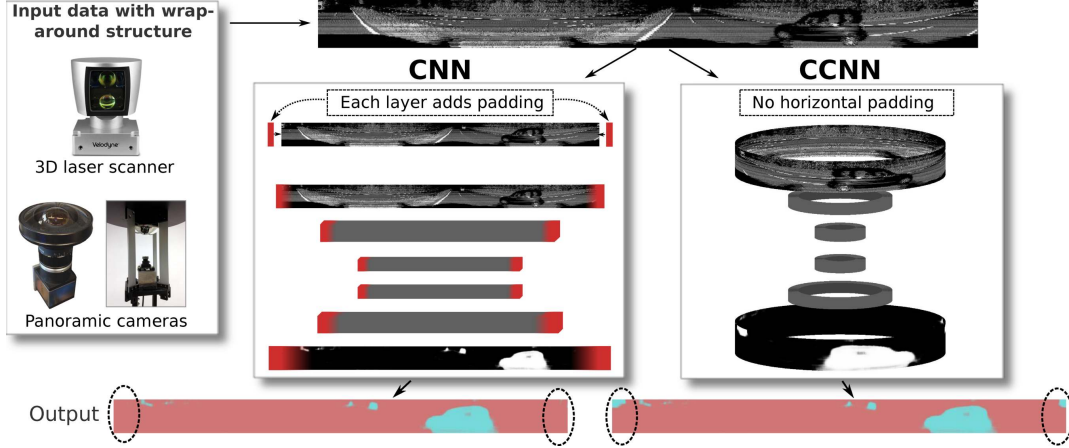 Input data with wrap-
around structure
Velodyne
3D laser scanner
Panoramic cameras
CNN
Each layer adds padding
CCNN
No horizontal padding
Output